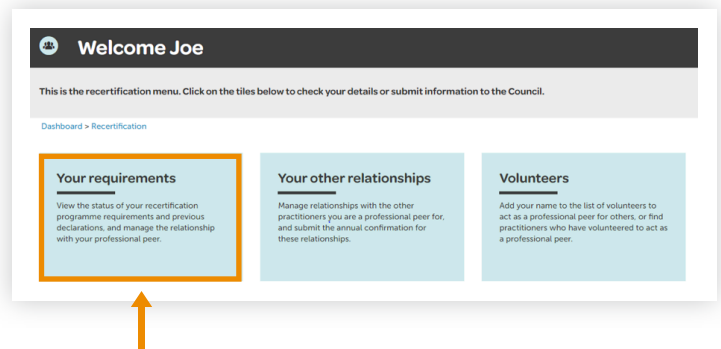 Welcome Joe
This is the recertification menu. Click on the tiles below to check your details or submit information to the Council.
Dashboard > Recertification
Your requirements
View the status of your recertification
programme requirements and previous
declarations, and manage the relationship
with your professional peer.
Your other relationships
Manage relationships with the other
practitioners you are a professional peer for,
and submit the annual confirmation for
these relationships.
Volunteers
Add your name to the list of volunteers to
act as a professional peer for others, or find
practitioners who have volunteered to act as
a professional peer.